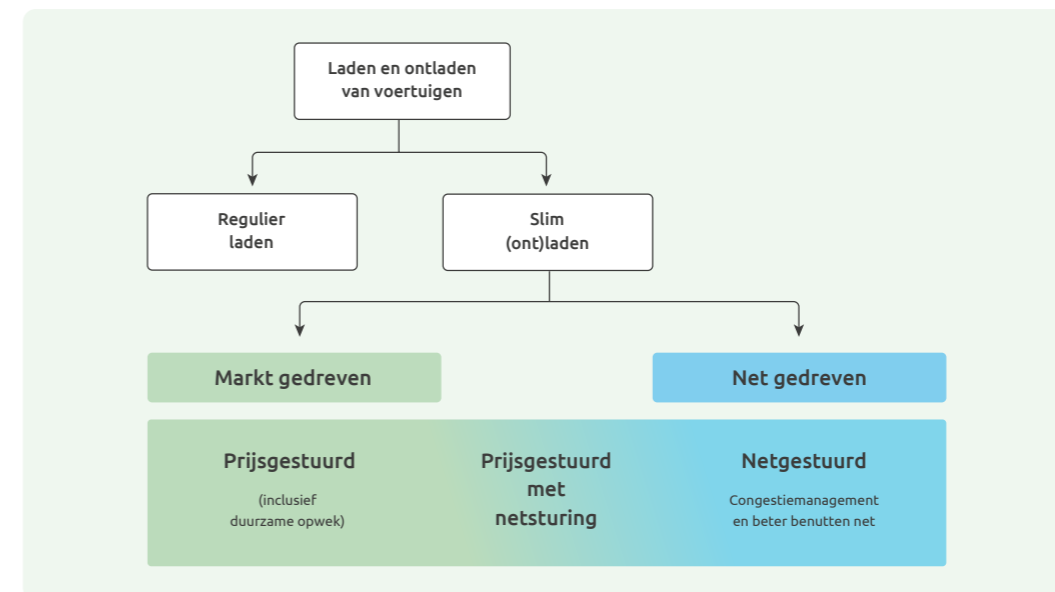 Laden en ontladen
van voertuigen
Regulier
laden
Slim
(ont)laden
Markt gedreven
Net gedreven
Prijsgestuurd
(inclusief
duurzame opwek)
Prijsgestuurd
met
netsturing
Netgestuurd
Congestiemanagement
en beter benutten net